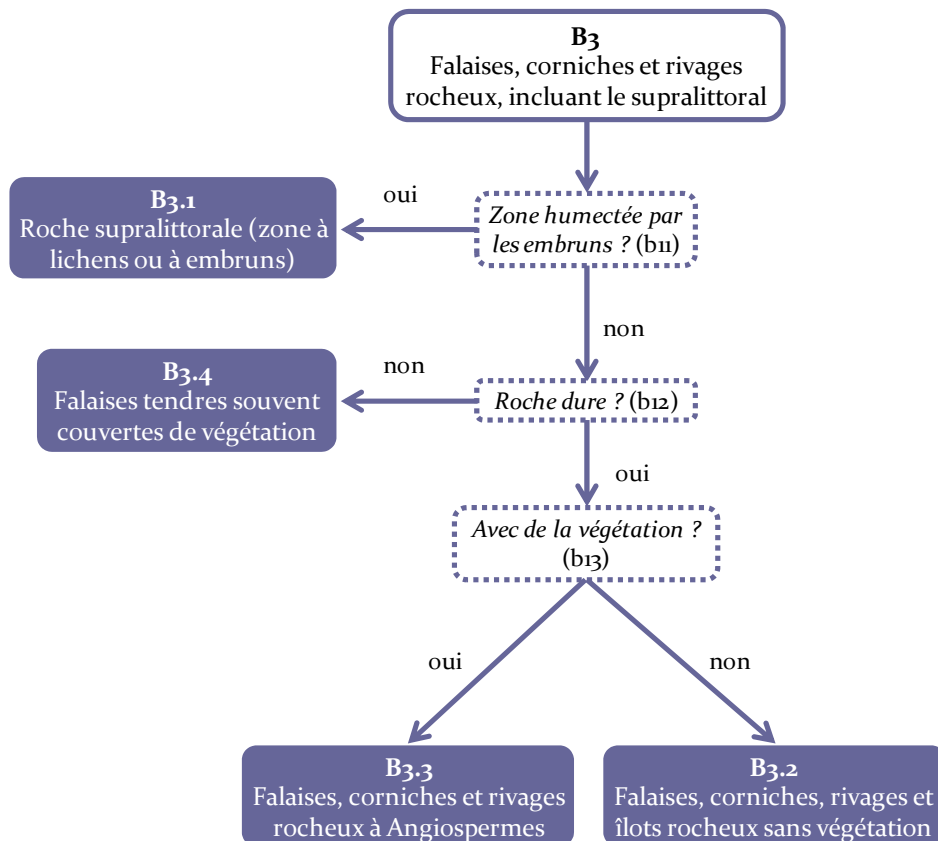 B3
Falaises, corniches et rivages
rocheux, incluant le supralittoral
oui
B3.1
Roche supralittorale (zone à
lichens ou à embruns)
Zone humectée par
les embruns ? (b11)
non
non
B3.4
Falaises tendres souvent
couvertes de végétation
Roche dure ? (b12)
oui
Avec de la végétation ?
(b13)
oui
non
B3.3
Falaises, corniches et rivages
rocheux à Angiospermes
B3.2
Falaises, corniches, rivages et
îlots rocheux sans végétation